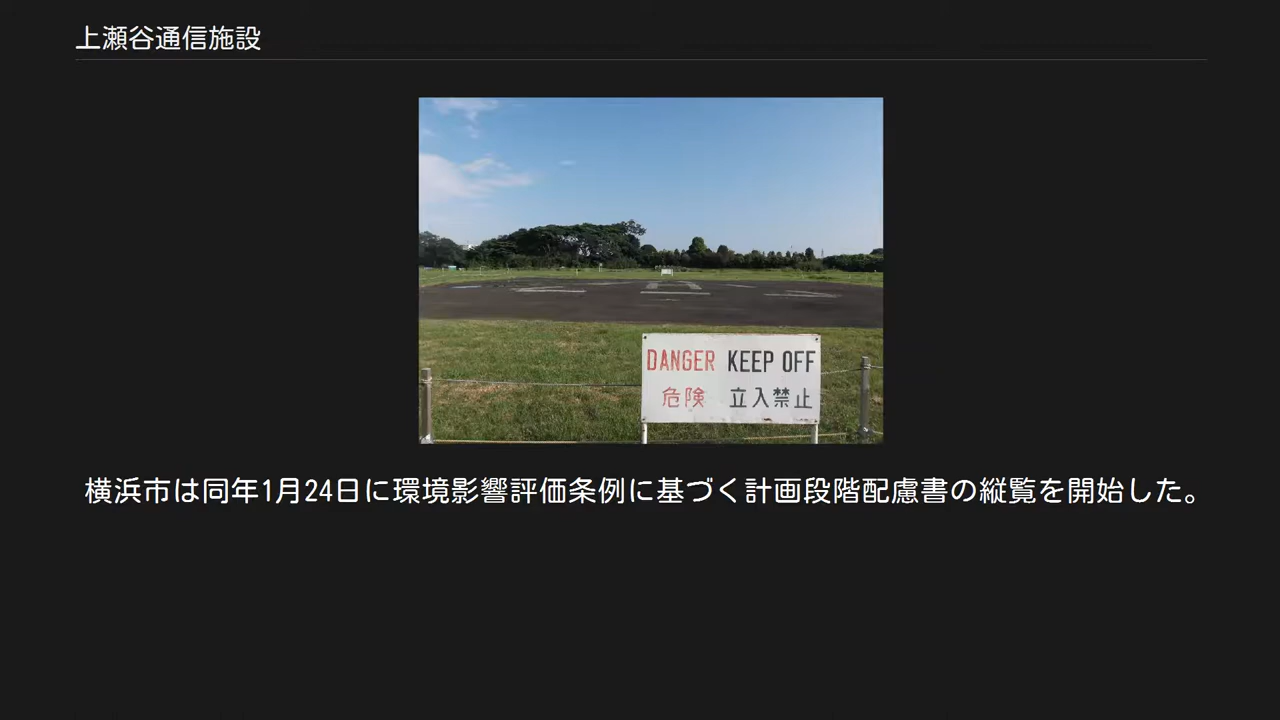 上瀬谷通信施設
DANGER KEEP OFF
危険 立入禁止
横浜市は同年1月24日に環境影響評価条例に基づく計画段階配慮書の縦覧を開始した。